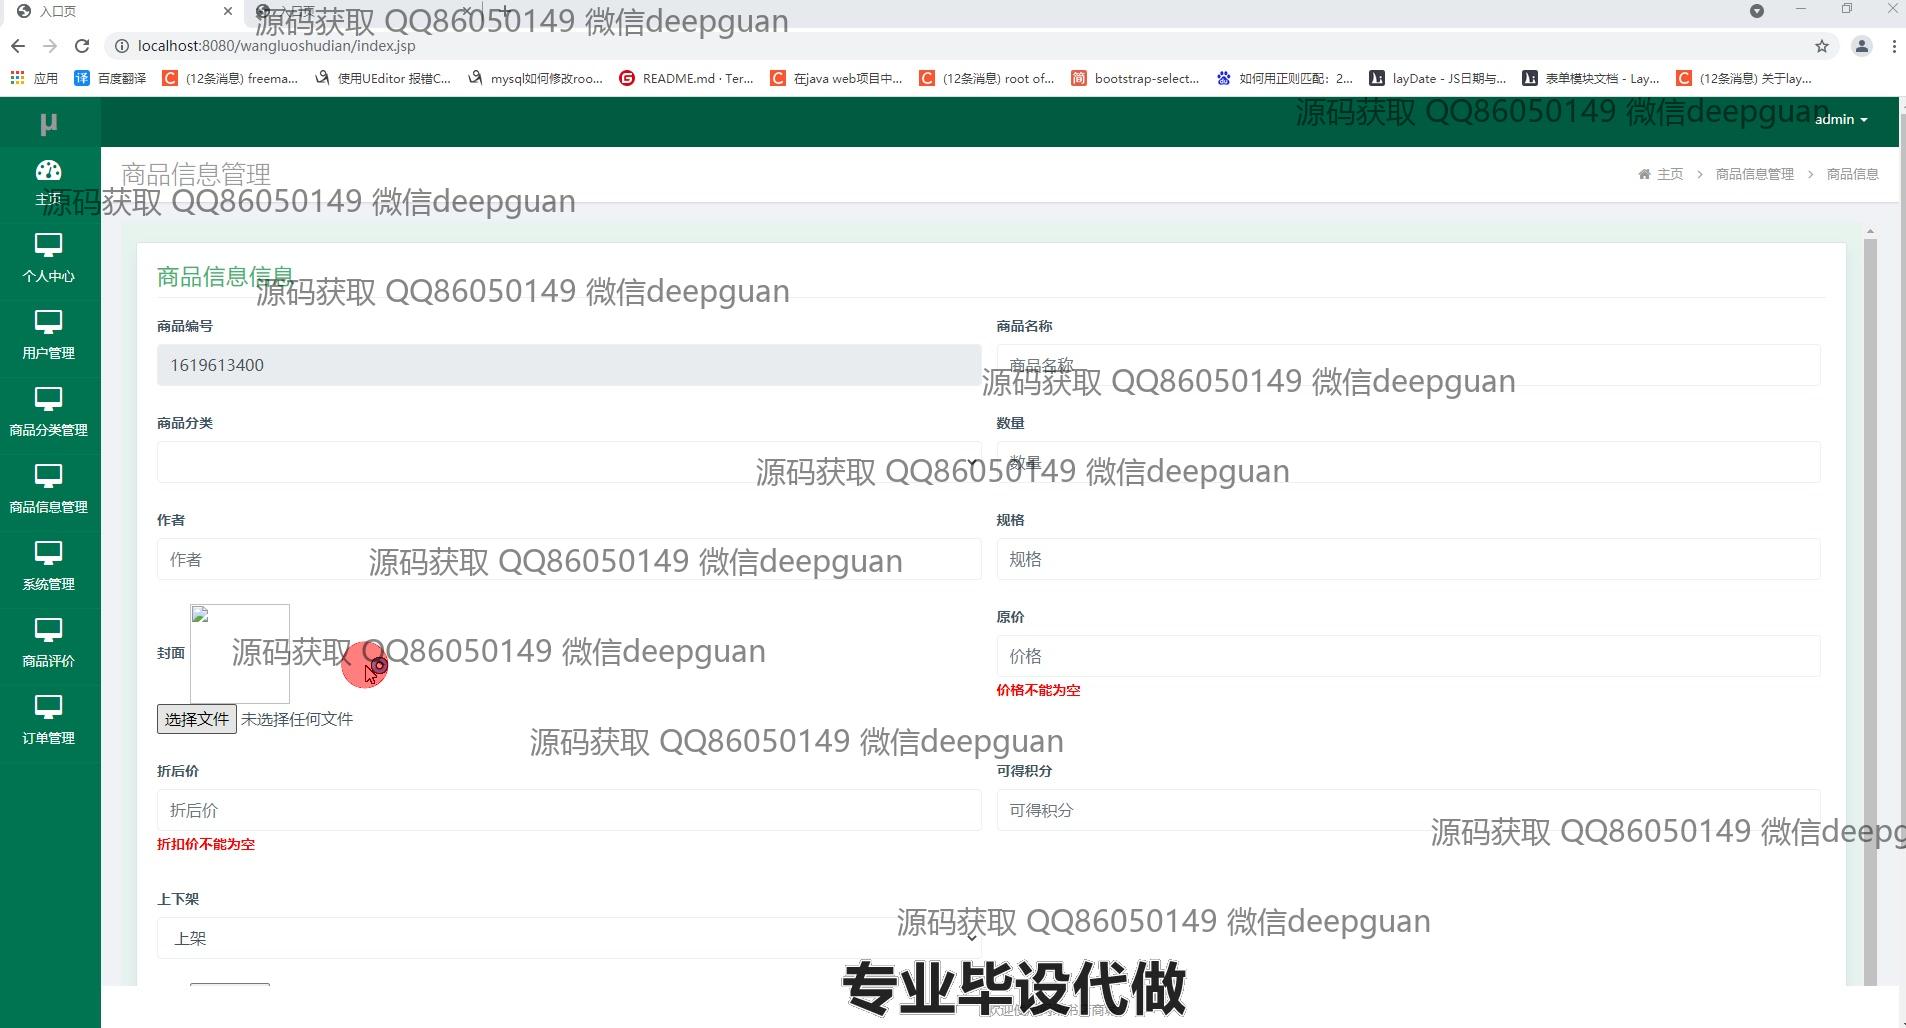 入口页
入口页
源码获取 QQ86050149 微信deepguan
localhost:8080/wangluoshudian/index.jsp
应用
百度翻译
(12条消息) freema...
使用UEditor 报错C...
mysql如何修改roo...
README.md · Ter...
在java web项目中...
(12条消息) root of...
bootstrap-select...
如何用正则匹配：2...
layDate - JS日期与...
表单模块文档 - Lay...
(12条消息) 关于lay...
µ
源码获取 QQ86050149 微信deepguan
admin
主页
个人中心
用户管理
商品分类管理
商品信息管理
系统管理
商品评价
订单管理
商品信息管理
主页 > 商品信息管理 > 商品信息
源码获取 QQ86050149 微信deepguan
商品信息信息
源码获取 QQ86050149 微信deepguan
商品编号
1619613400
商品名称
商品名称
源码获取 QQ86050149 微信deepguan
商品分类
数量
数量
源码获取 QQ86050149 微信deepguan
作者
作者
规格
规格
源码获取 QQ86050149 微信deepguan
封面
源码获取 QQ86050149 微信deepguan
选择文件 未选择任何文件
原价
价格
价格不能为空
源码获取 QQ86050149 微信deepguan
折后价
折后价
折扣价不能为空
可得积分
可得积分
源码获取 QQ86050149 微信deepg
上下架
上架
源码获取 QQ86050149 微信deepguan
专业毕设代做